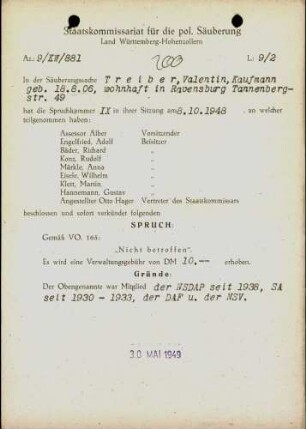 Staatskommissariat für die pol. Säuberung
Land Württemberg-Hohenzollern
Az: 9/IX/881
L: 9/2
In der Säuberungssache Treiber, Valentin, Kaufmann
geb. 18.8.06, wohnhaft in Ravensburg Tannenberg-
str. 49
hat die Spruchkammer IX in ihrer Sitzung am 8.10.1948 , an welcher
teilgenommen haben:
Assessor Alber Vorsitzender
Engelfried, Adolf Beisitzer
Bäder, Richard "
Konz, Rudolf "
Märkle, Anna "
Eisele, Wilhelm "
Klett, Martin "
Hannemann, Gustav "
Angestellter Otto Hager Vertreter des Staatskommissars
beschlossen und sofort verkündet folgenden
SPRUCH:
Gemäß VO. 165:
„Nicht betroffen".
Es wird eine Verwaltungsgebühr von DM 10.-- erhoben.
Gründe:
Der Obengenannte war Mitglied der NSDAP seit 1938, SA
seit 1930 - 1933, der DAF u. der NSV.
30 MAI 1949